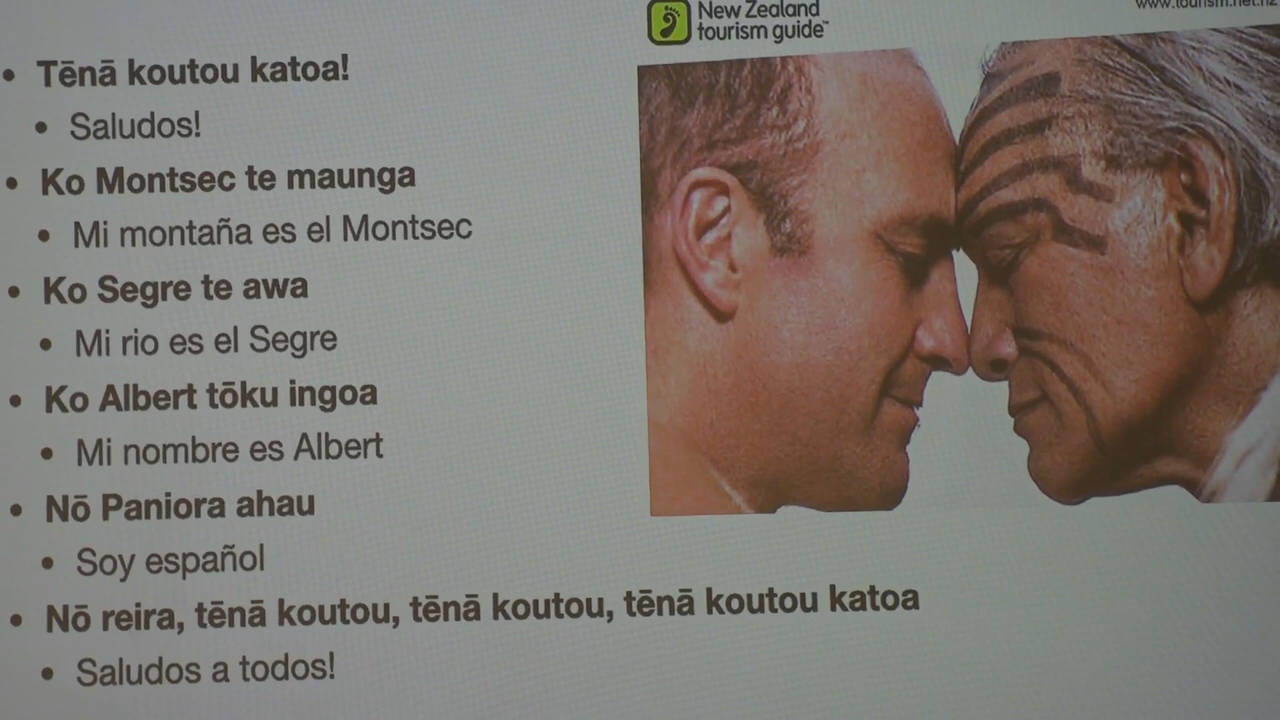 New Zealand
tourism guide™
Tēnā koutou katoa!
Saludos!
Ko Montsec te maunga
Mi montaña es el Montsec
Ko Segre te awa
Mi rio es el Segre
Ko Albert tōku ingoa
Mi nombre es Albert
Nō Paniora ahau
Soy español
Nō reira, tēnā koutou, tēnā koutou, tēnā koutou katoa
Saludos a todos!
www.tourism.net.nz